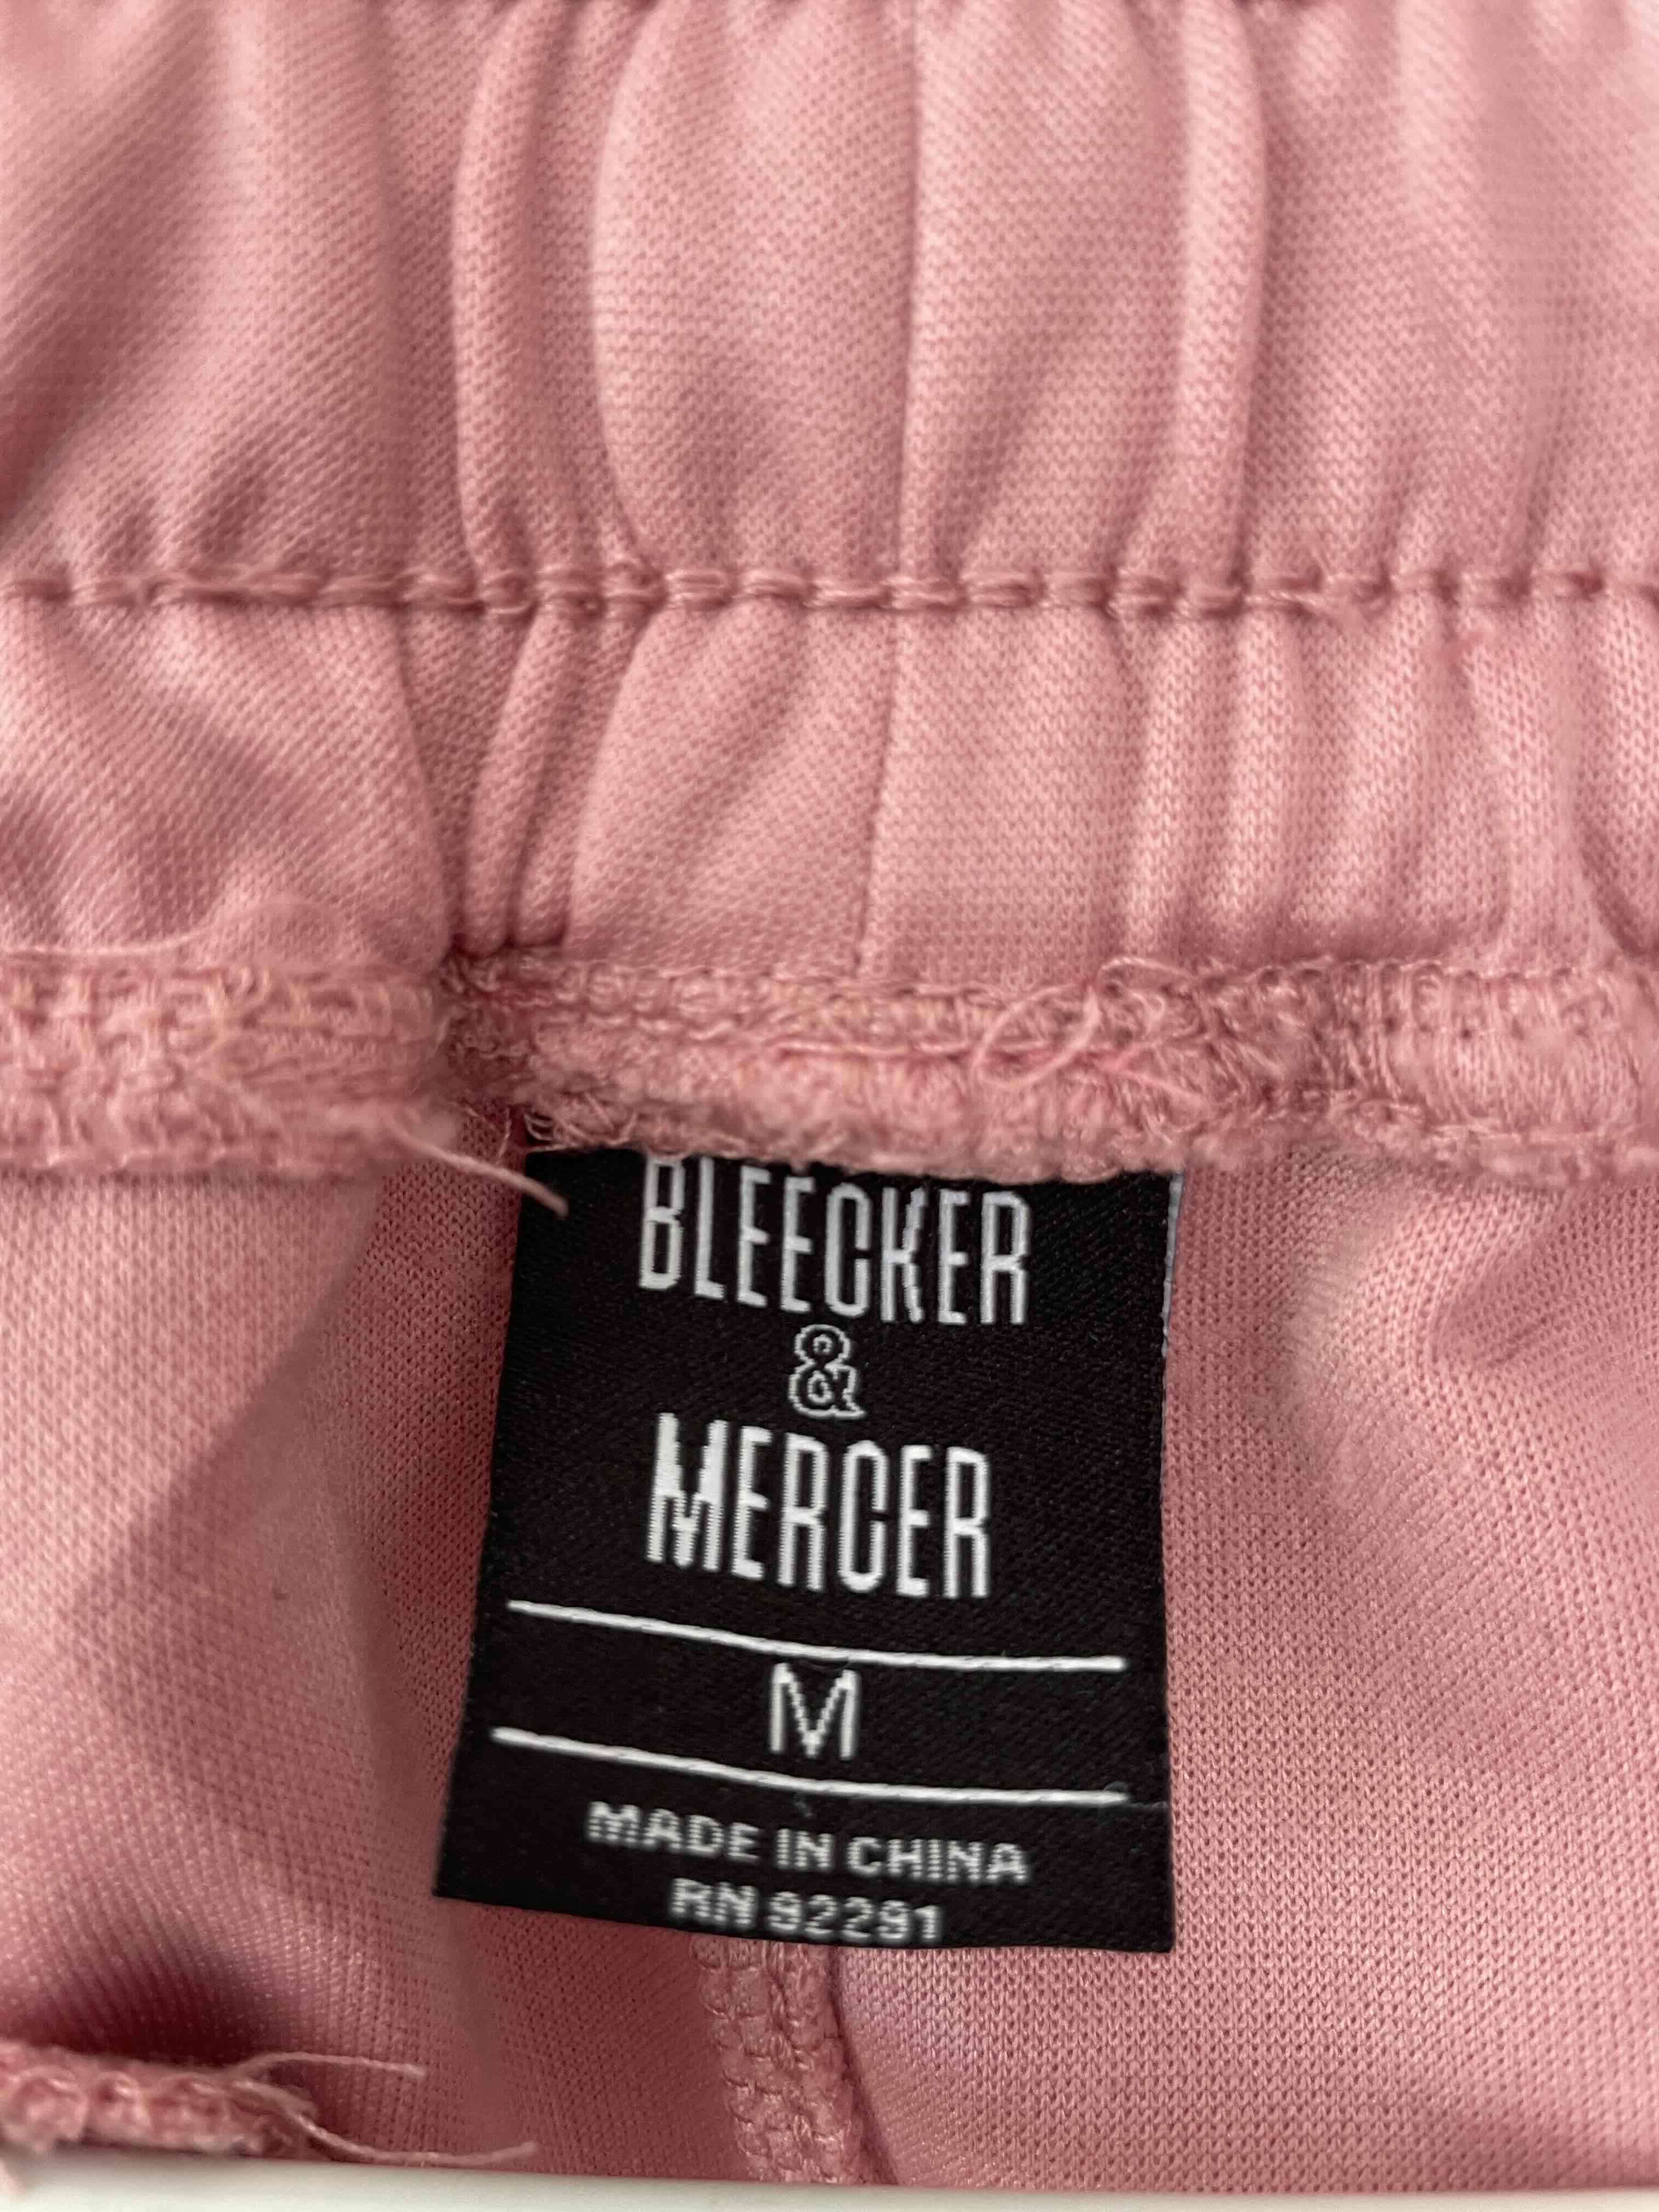 BLEECKER
&
MERCER
M
MADE IN CHINA
RN 92291